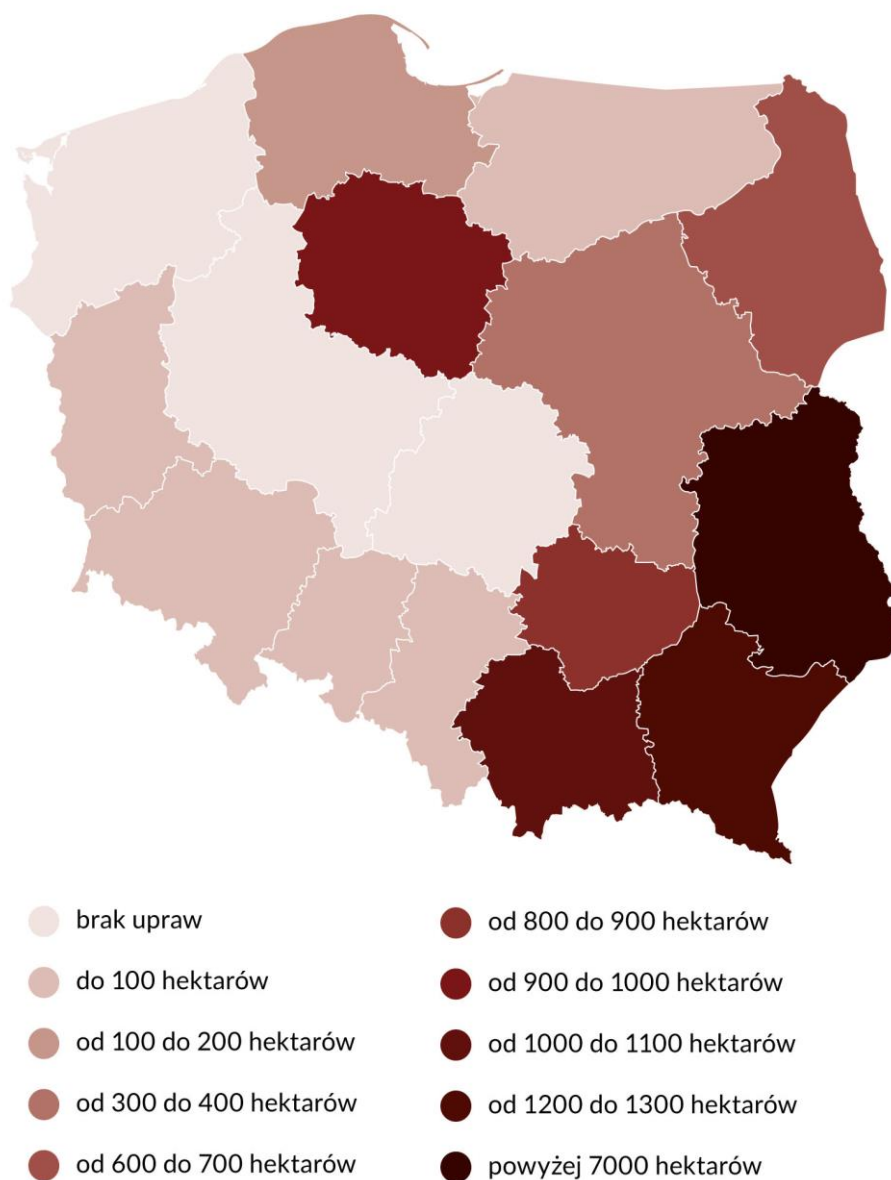 brak upraw
do 100 hektarów
od 100 do 200 hektarów
od 300 do 400 hektarów
od 600 do 700 hektarów
od 800 do 900 hektarów
od 900 do 1000 hektarów
od 1000 do 1100 hektarów
od 1200 do 1300 hektarów
powyżej 7000 hektarów